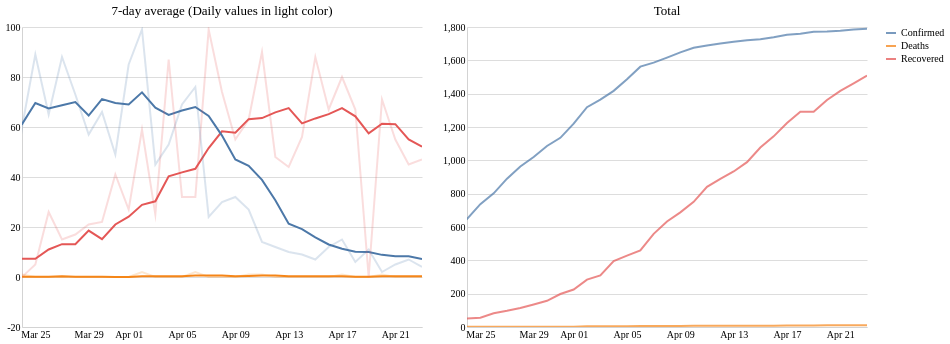 7-day average (Daily values in light color)
100
80
60
40
20
0
-20
Mar 25 Mar 29 Apr 01 Apr 05 Apr 09 Apr 13 Apr 17 Apr 21
Total
1,800
1,600
1,400
1,200
1,000
800
600
400
200
0
Mar 25 Mar 29 Apr 01 Apr 05 Apr 09 Apr 13 Apr 17 Apr 21
Confirmed
Deaths
Recovered